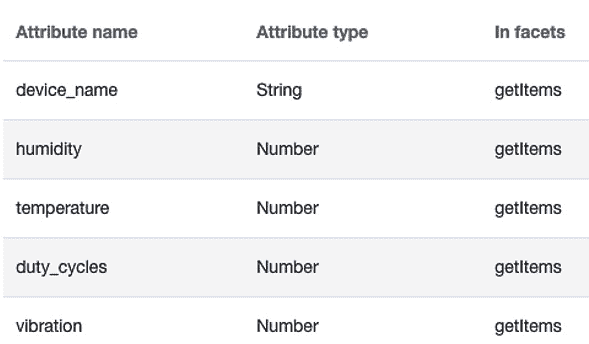 Attribute name Attribute type In facets
device_name String getItems
humidity Number getItems
temperature Number getItems
duty_cycles Number getItems
vibration Number getItems